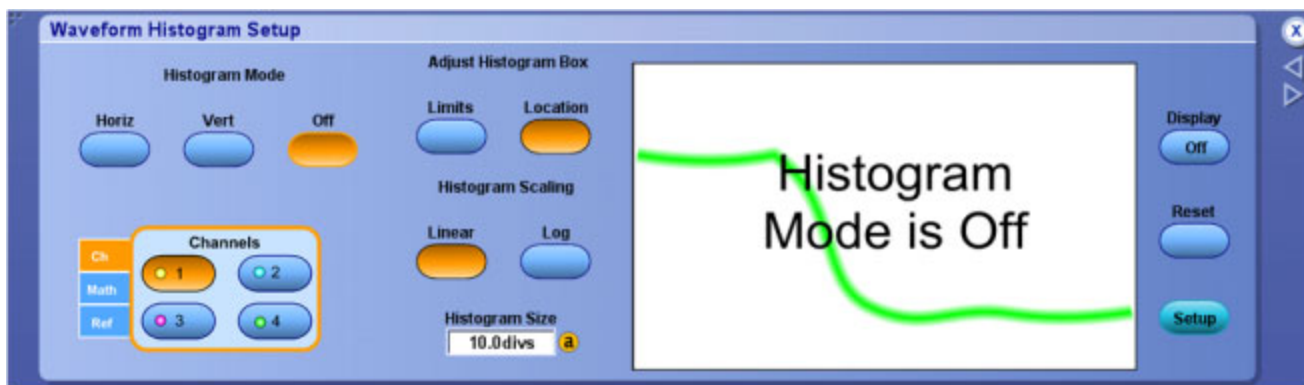 Waveform Histogram Setup
X
Histogram Mode
Horiz
Vert
Off
Ch
Math
Ref
Channels
1
2
3
4
Adjust Histogram Box
Limits
Location
Histogram Scaling
Linear
Log
Histogram Size
10.0divs
a
Histogram
Mode is Off
Display
Off
Reset
Setup